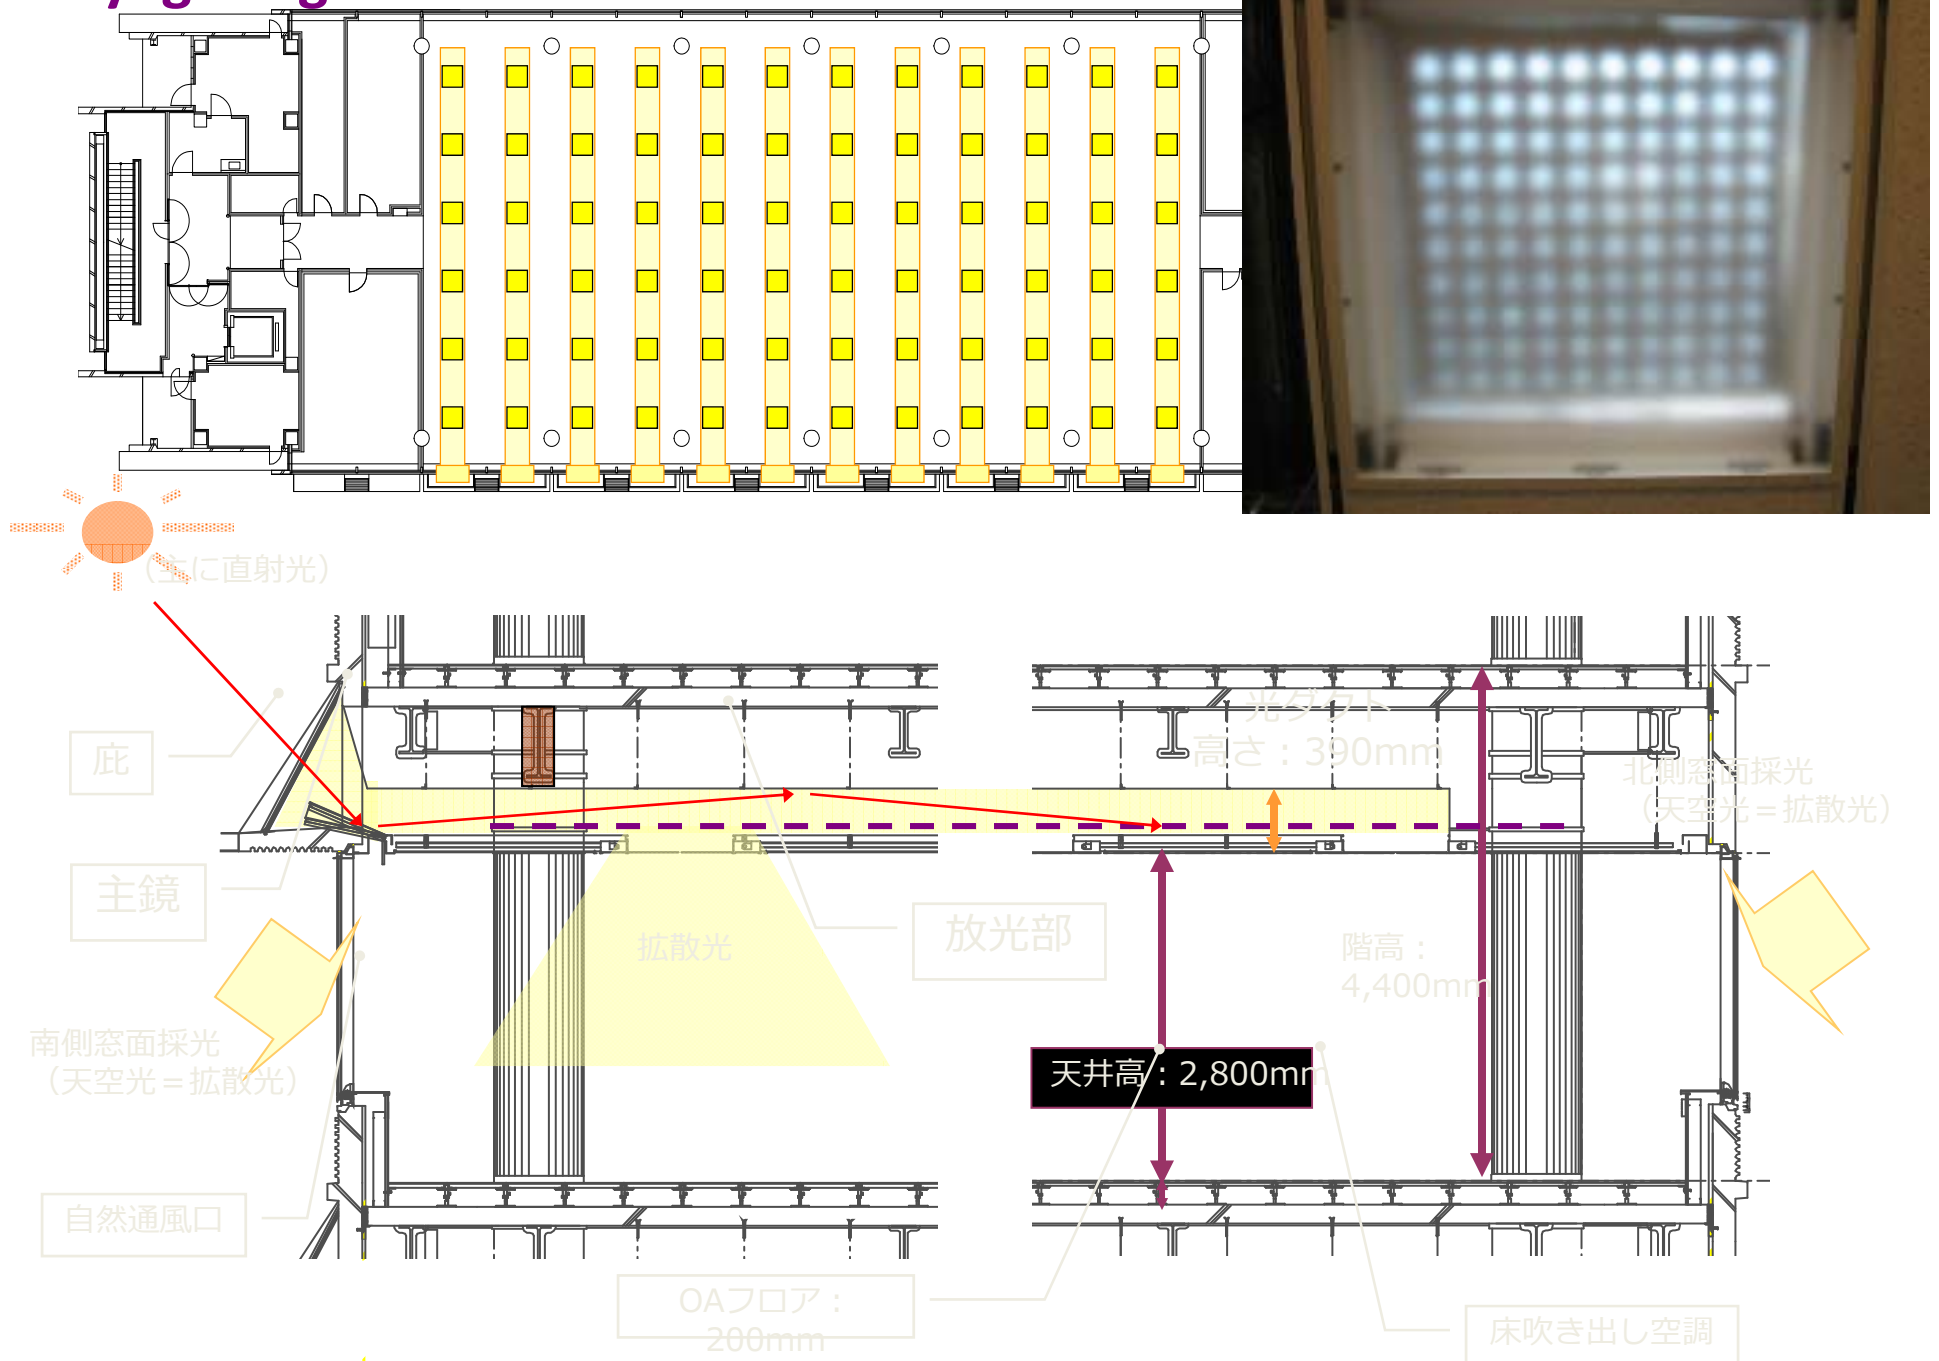 （主に直射光）
光ダクト
高さ：390mm
庇
北側窓面採光
（天空光＝拡散光）
主鏡
放光部
拡散光
階高：
4,400mm
南側窓面採光
（天空光＝拡散光）
天井高：2,800mm
自然通風口
OAフロア：
200mm
床吹き出し空調